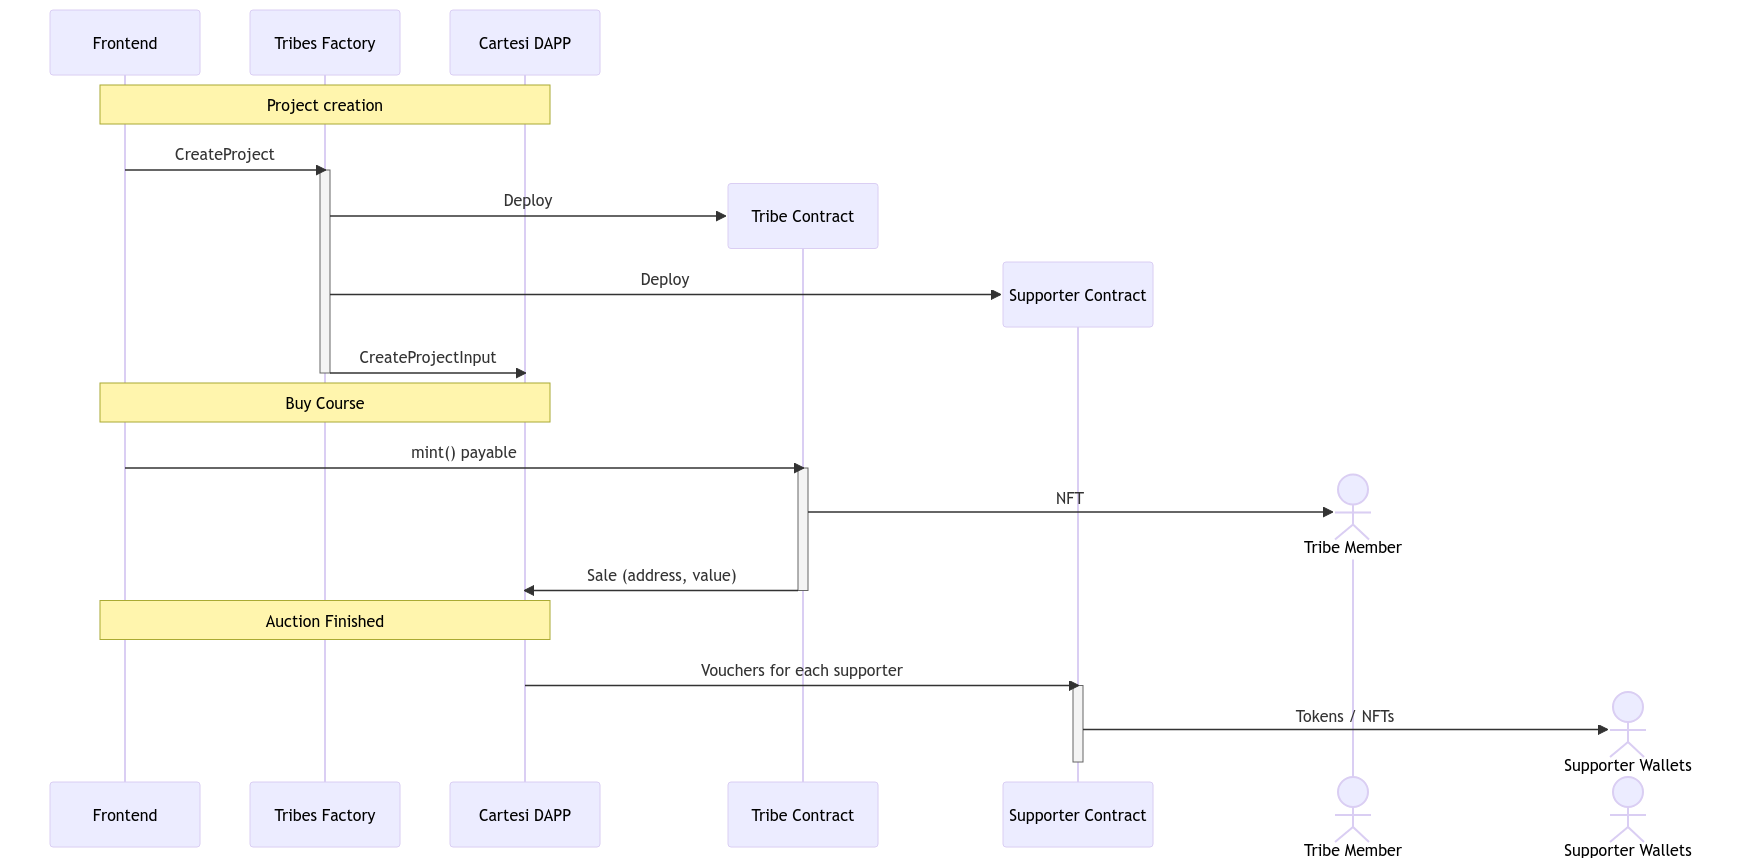 Frontend
Tribes Factory
Cartesi DAPP
Project creation
CreateProject
Deploy
Tribe Contract
Deploy
Supporter Contract
CreateProjectInput
Buy Course
mint() payable
NFT
Tribe Member
Sale (address, value)
Auction Finished
Vouchers for each supporter
Tokens / NFTs
Supporter Wallets
Frontend
Tribes Factory
Cartesi DAPP
Tribe Contract
Supporter Contract
Tribe Member
Supporter Wallets